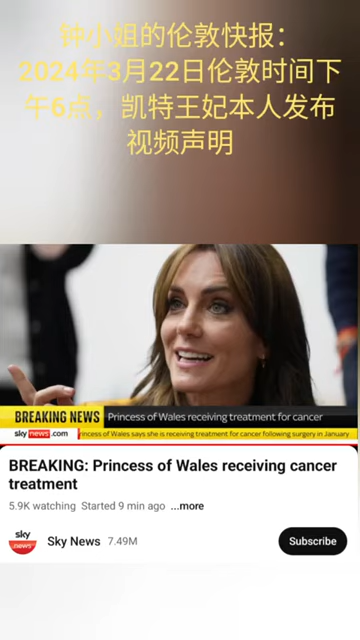 钟小姐的伦敦快报：
2024年3月22日伦敦时间下
午6点，凯特王妃本人发布
视频声明
BREAKING NEWS Princess of Wales receiving treatment for cancer
sky news.com rincess of Wales says she is receiving treatment for cancer following surgery in January
BREAKING: Princess of Wales receiving cancer
treatment
5.9K watching Started 9 min ago ...more
sky
news
Sky News 7.49M
Subscribe